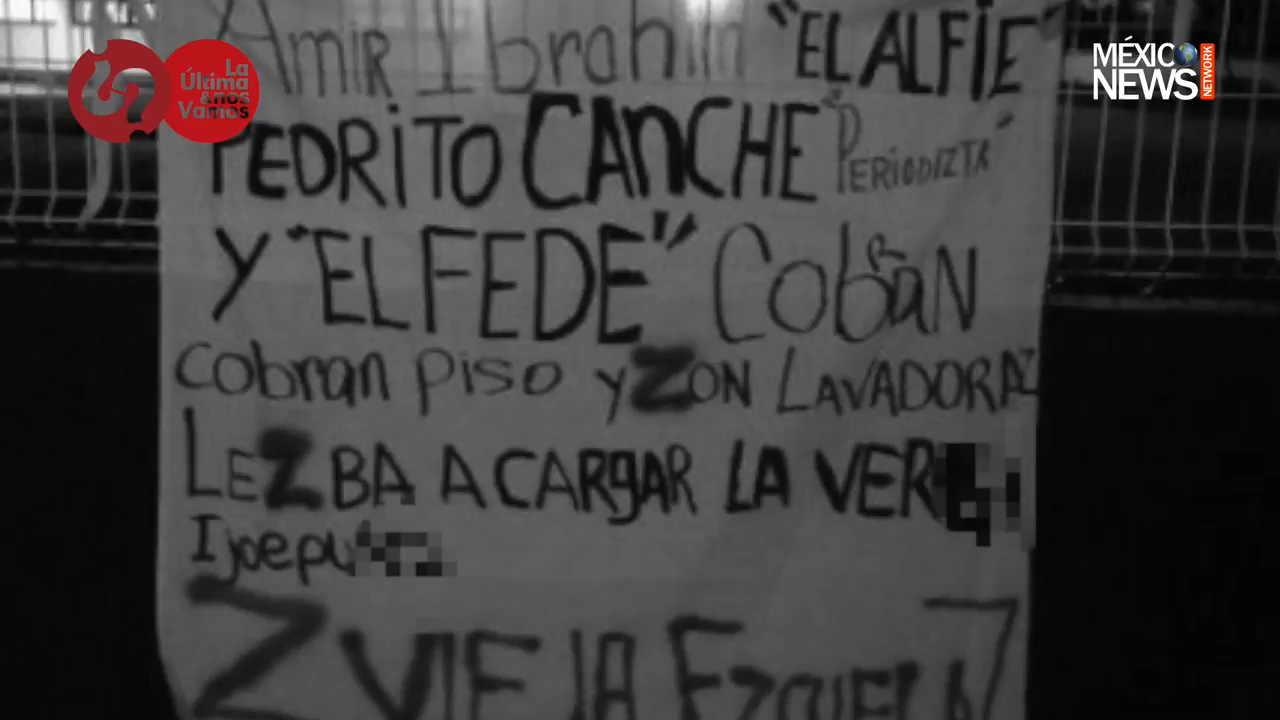 Amir Ibrahin "EL ALFIE"
PEDRITO CANCHE "PERIODIZTA"
Y "EL FEDE" CobRaN
Cobran Piso y ZON LAVADORAZ
LEZ BA A CARgAR LA VER
Ijoepu
Z VIEJA EZCUELA Z
La Última & nos Vamos
MÉXICO NEWS NETWORK